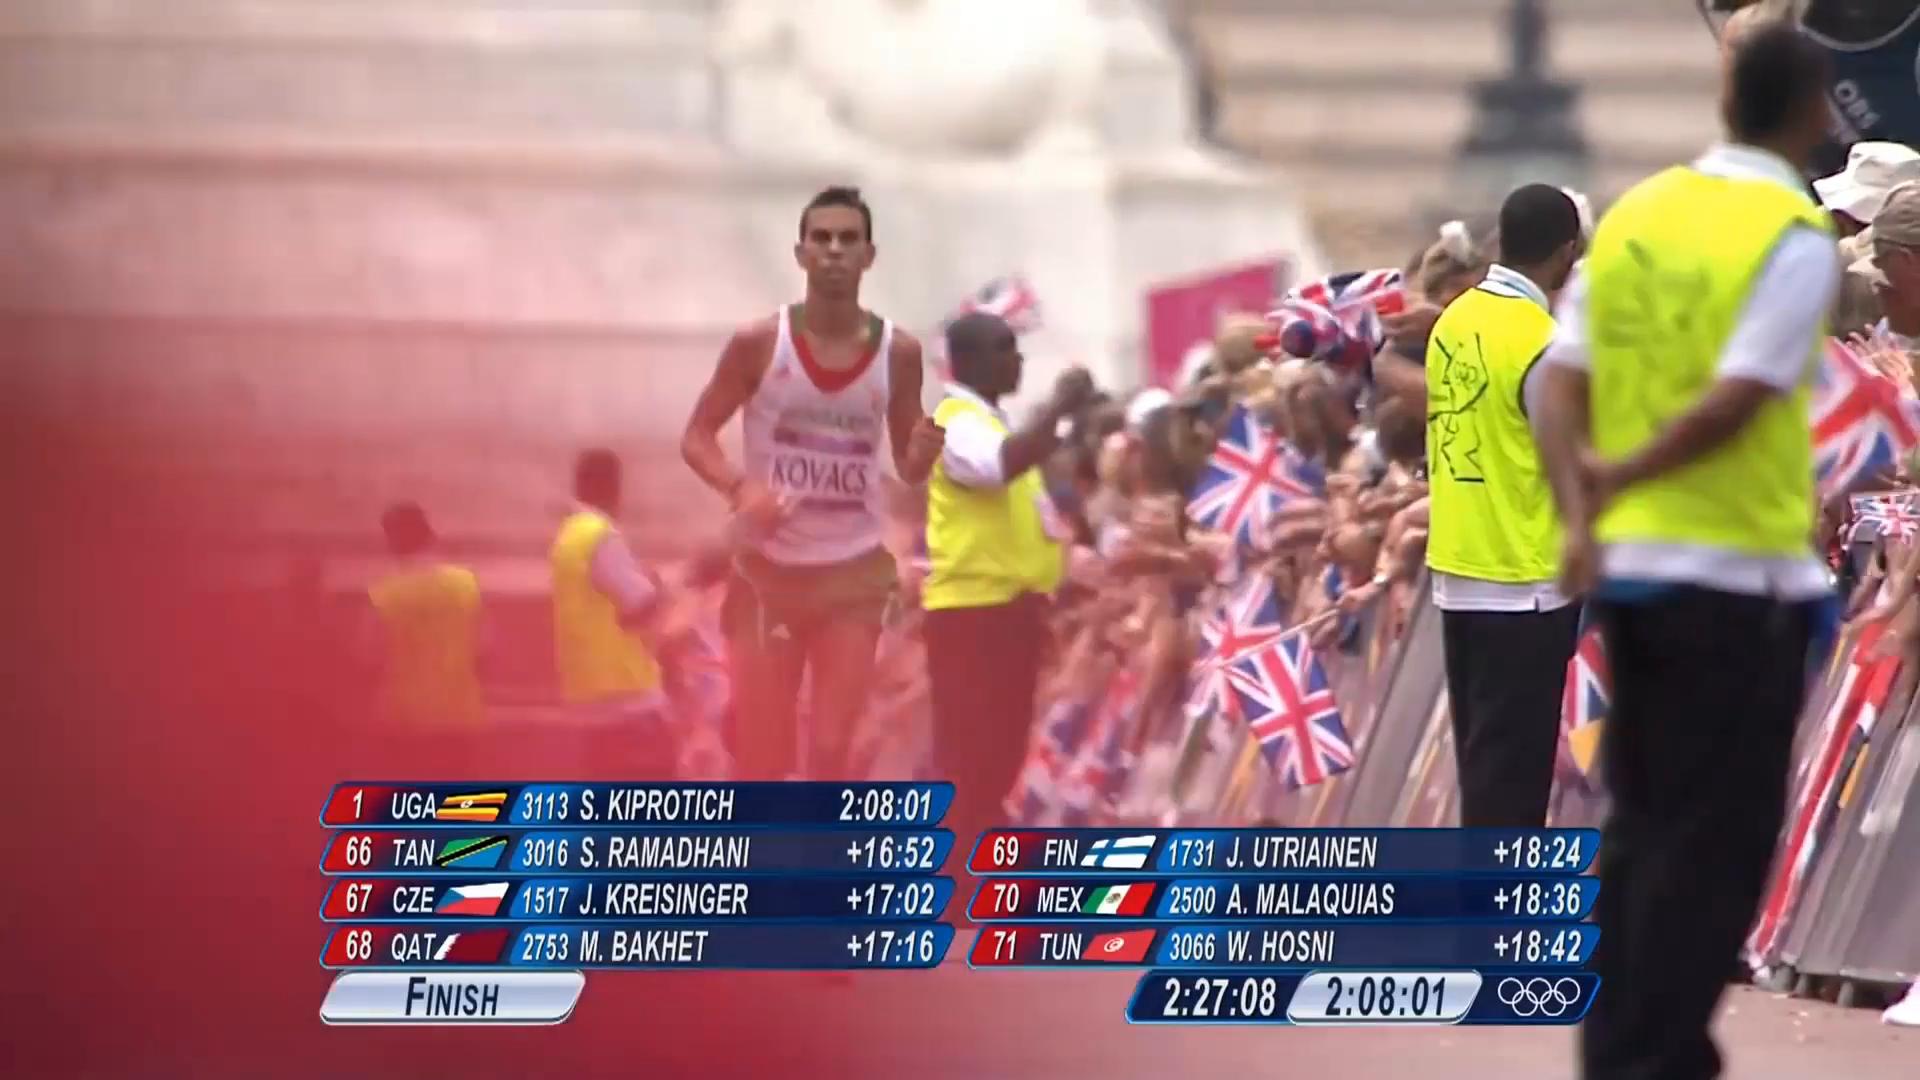 OBS
KOVACS
1 UGA 3113 S. KIPROTICH 2:08:01
66 TAN 3016 S. RAMADHANI +16:52
67 CZE 1517 J. KREISINGER +17:02
68 QAT 2753 M. BAKHET +17:16
69 FIN 1731 J. UTRIAINEN +18:24
70 MEX 2500 A. MALAQUIAS +18:36
71 TUN 3066 W. HOSNI +18:42
FINISH
2:27:08 2:08:01